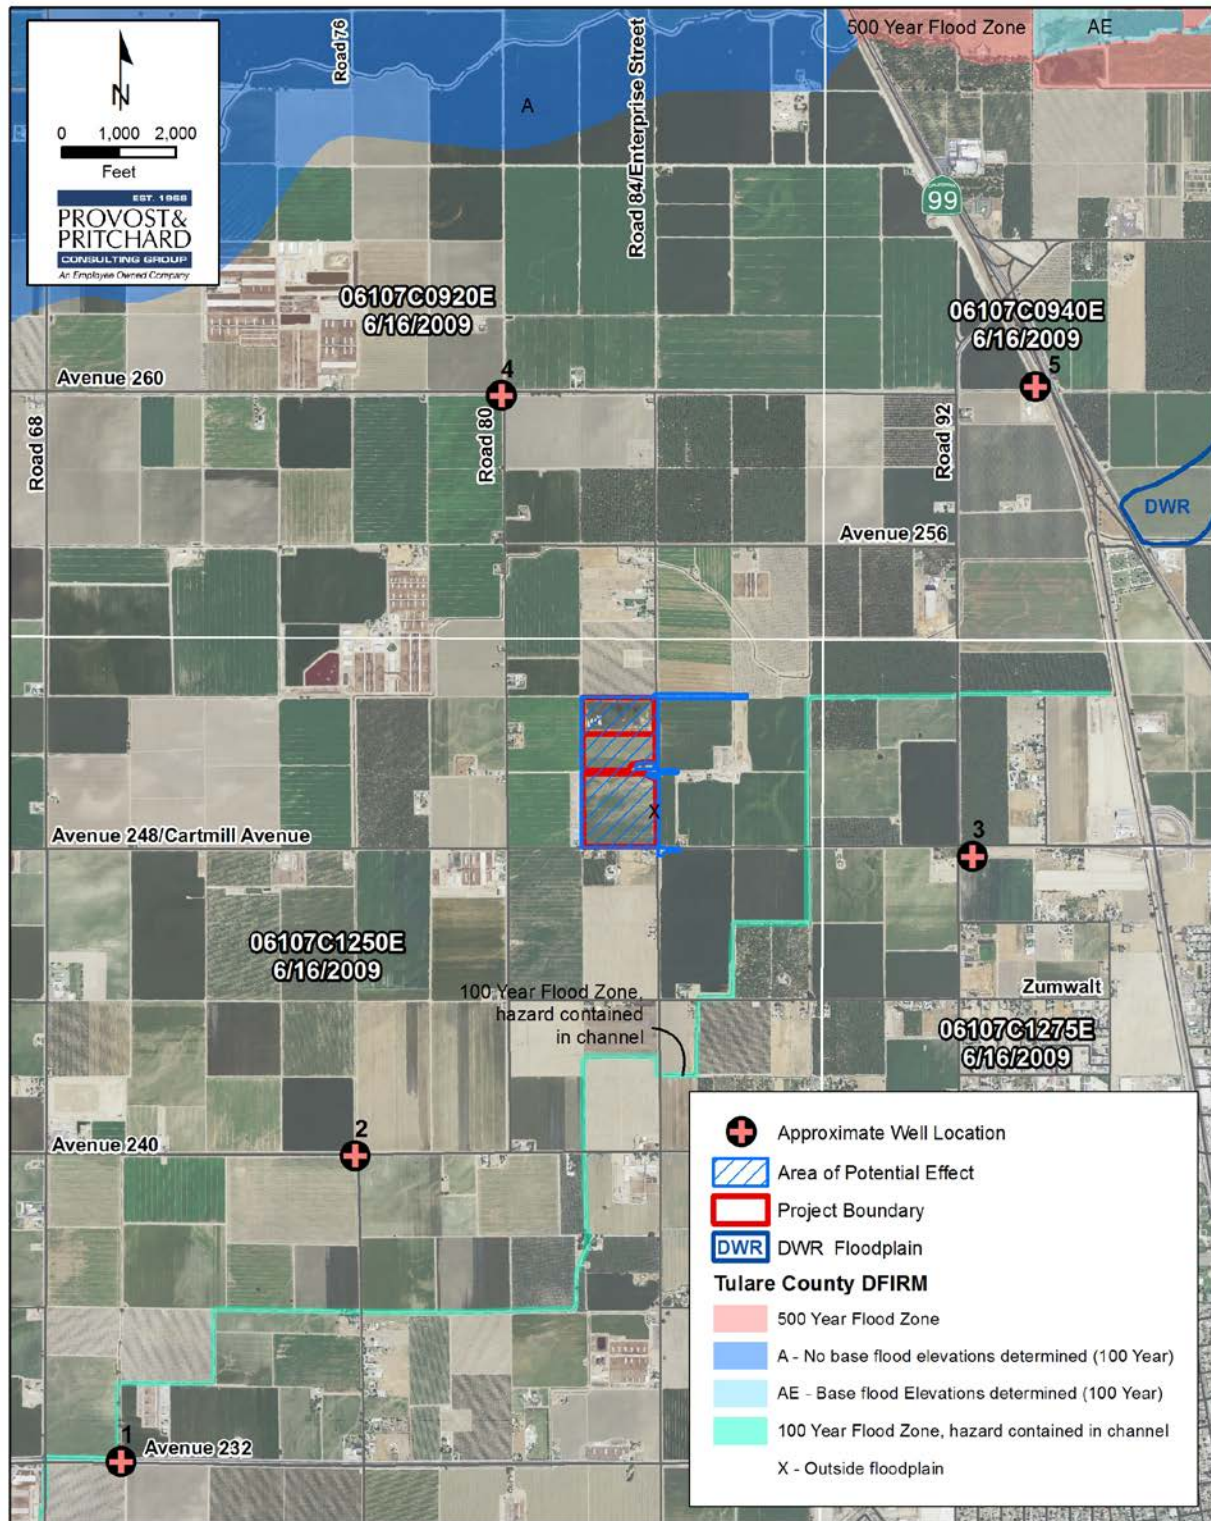 500 Year Flood Zone
AE
N
0 1,000 2,000
Feet
EST. 1968
PROVOST&
PRITCHARD
CONSULTING GROUP
An Employee Owned Company
Road 76
Road 84/Enterprise Street
A
CALIFORNIA
99
06107C0920E
6/16/2009
06107C0940E
6/16/2009
Avenue 260
4
5
Road 68
Road 80
Road 92
DWR
Avenue 256
X
Avenue 248/Cartmill Avenue
3
06107C1250E
6/16/2009
100 Year Flood Zone,
hazard contained
in channel
Zumwalt
06107C1275E
6/16/2009
Avenue 240
2
1
Avenue 232
Approximate Well Location
Area of Potential Effect
Project Boundary
DWR DWR Floodplain
Tulare County DFIRM
500 Year Flood Zone
A - No base flood elevations determined (100 Year)
AE - Base flood Elevations determined (100 Year)
100 Year Flood Zone, hazard contained in channel
X - Outside floodplain